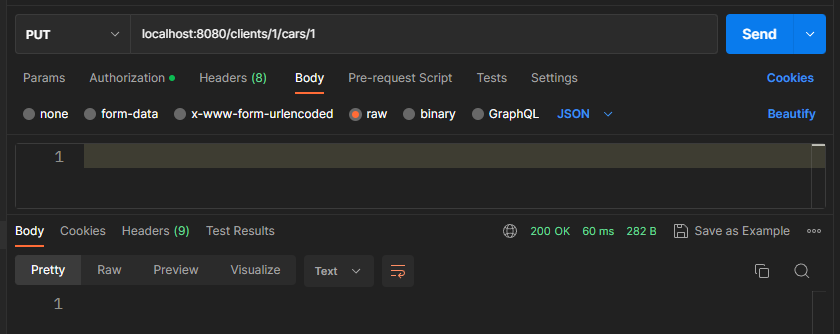 PUT localhost:8080/clients/1/cars/1 Send
Params Authorization Headers (8) Body Pre-request Script Tests Settings Cookies
none form-data x-www-form-urlencoded raw binary GraphQL JSON Beautify
1
Body Cookies Headers (9) Test Results 200 OK 60 ms 282 B Save as Example
Pretty Raw Preview Visualize Text
1